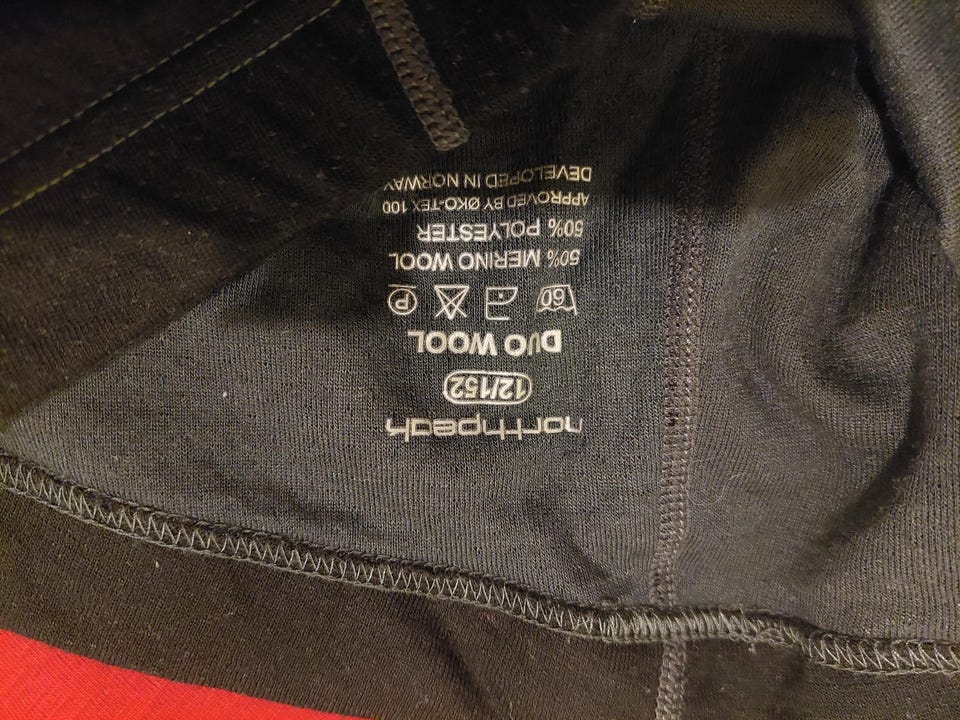 northpeak
12/152
DUO WOOL
60 P
50% MERINO WOOL
50% POLYESTER
APPROVED BY ØKO-TEX 100
DEVELOPED IN NORWAY